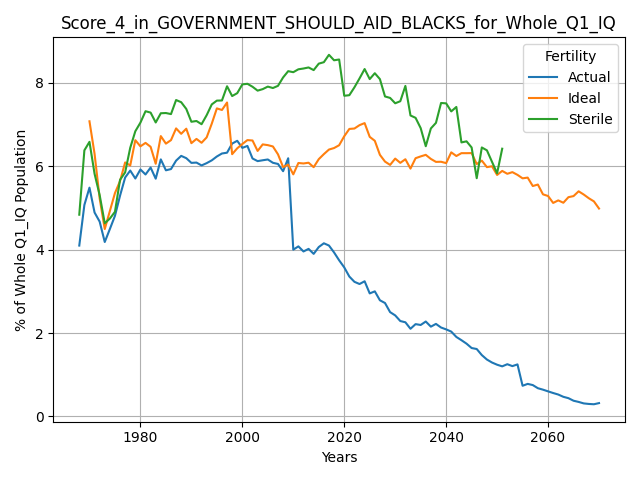 Score_4_in_GOVERNMENT_SHOULD_AID_BLACKS_for_Whole_Q1_IQ
Fertility
Actual
Ideal
Sterile
% of Whole Q1_IQ Population
8
6
4
2
0
1980
2000
2020
2040
2060
Years